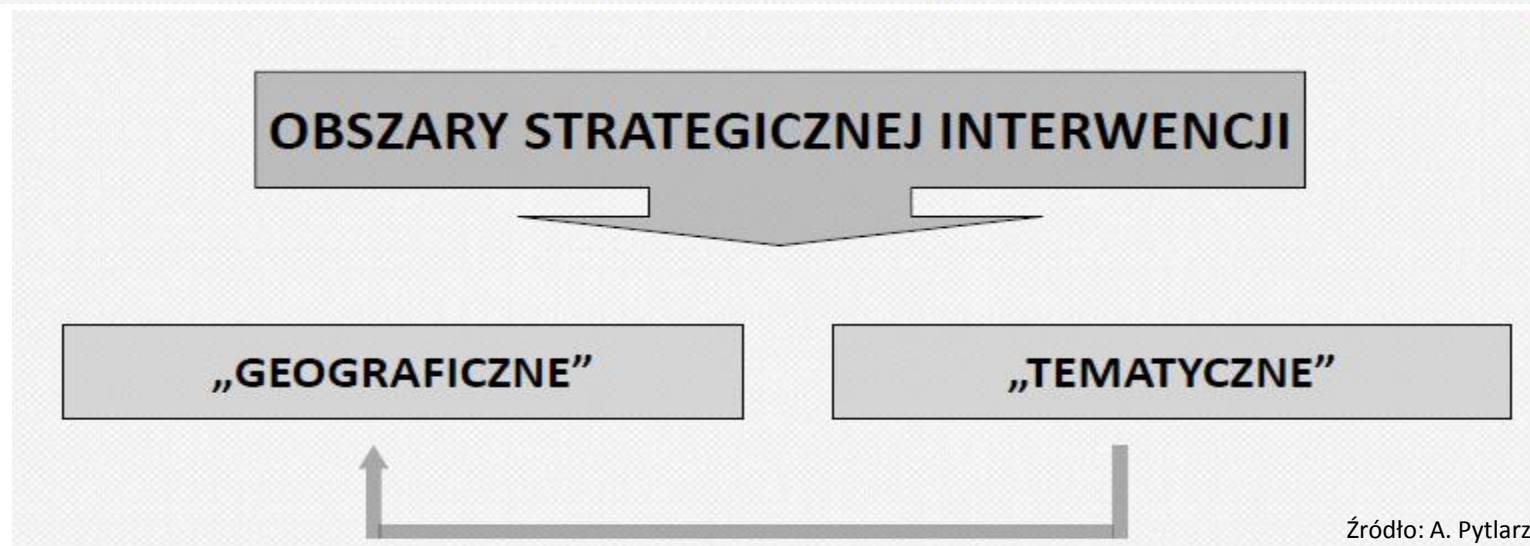 OBSZARY STRATEGICZNEJ INTERWENCJI
„GEOGRAFICZNE”
„TEMATYCZNE”
Źródło: A. Pytlarz